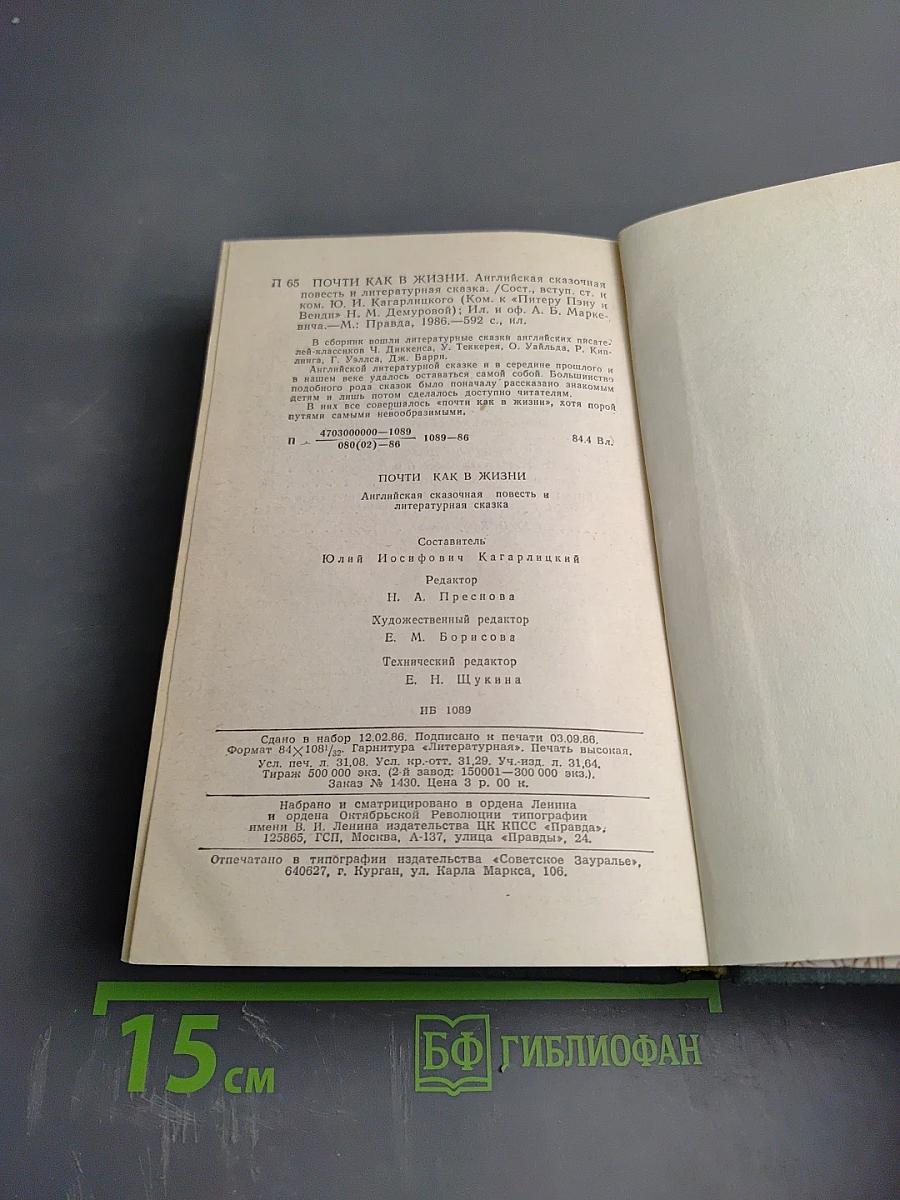 П 65 ПОЧТИ КАК В ЖИЗНИ. Английская сказочная
повесть и литературная сказка. /Сост., вступ. ст. и
ком. Ю. И. Кагарлицкого (Ком. к «Питеру Пэну и
Венди» Н. М. Демуровой); Ил. и оф. А. Б. Марке-
вича.—М.: Правда, 1986.—592 с., ил.
В сборник вошли литературные сказки английских писате-
лей-классиков Ч. Диккенса, У. Теккерея, О. Уайльда, Р. Кип-
линга, Г. Уэллса, Дж. Барри.
Английской литературной сказке и в середине прошлого и
в нашем веке удалось оставаться самой собой. Большинство
подобного рода сказок было поначалу рассказано знакомым
детям и лишь потом сделалось доступно читателям.
В них все совершалось «почти как в жизни», хотя порой
путями самыми невообразимыми.
П 4703000000—1089
080(02)—86 1089—86 84.4 Вл.
ПОЧТИ КАК В ЖИЗНИ
Английская сказочная повесть и
литературная сказка
Составитель
Юлий Иосифович Кагарлицкий
Редактор
Н. А. Преснова
Художественный редактор
Е. М. Борисова
Технический редактор
Е. Н. Щукина
ИБ 1089
Сдано в набор 12.02.86. Подписано к печати 03.09.86.
Формат 84×108¹/₃₂. Гарнитура «Литературная». Печать высокая.
Усл. печ. л. 31,08. Усл. кр.-отт. 31,29. Уч.-изд. л. 31,64.
Тираж 500 000 экз. (2-й завод: 150001—300 000 экз.).
Заказ № 1430. Цена 3 р. 00 к.
Набрано и сматрицировано в ордена Ленина
и ордена Октябрьской Революции типографии
имени В. И. Ленина издательства ЦК КПСС «Правда»,
125865, ГСП, Москва, А-137, улица «Правды», 24.
Отпечатано в типографии издательства «Советское Зауралье»,
640627, г. Курган, ул. Карла Маркса, 106.
15 см
БФ ГИБЛИОФАН